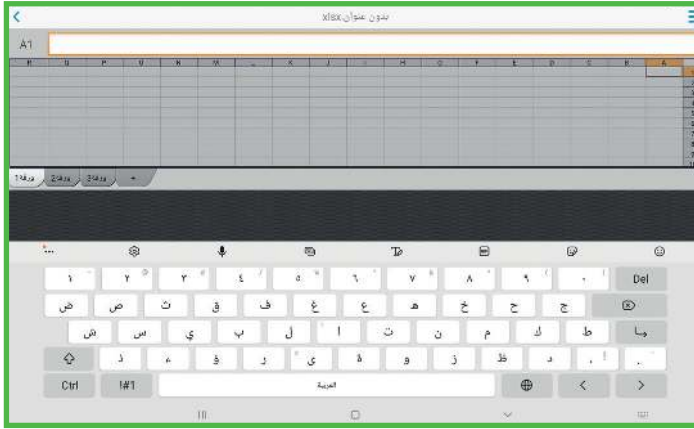 بدون عنوان.xlsx
A1
R Q P O N M L K J I H G F E D C B A
ورقة1 ورقة2 ورقة3 +
١ ٢ ٣ ٤ ٥ ٦ ٧ ٨ ٩ ٠ Del
ض ص ث ق ف غ ع ه خ ح ج
ش س ي ب ل ا ت ن م ك ط
ذ ء ؤ ر ى ة و ز ظ د
Ctrl !#1 العربية